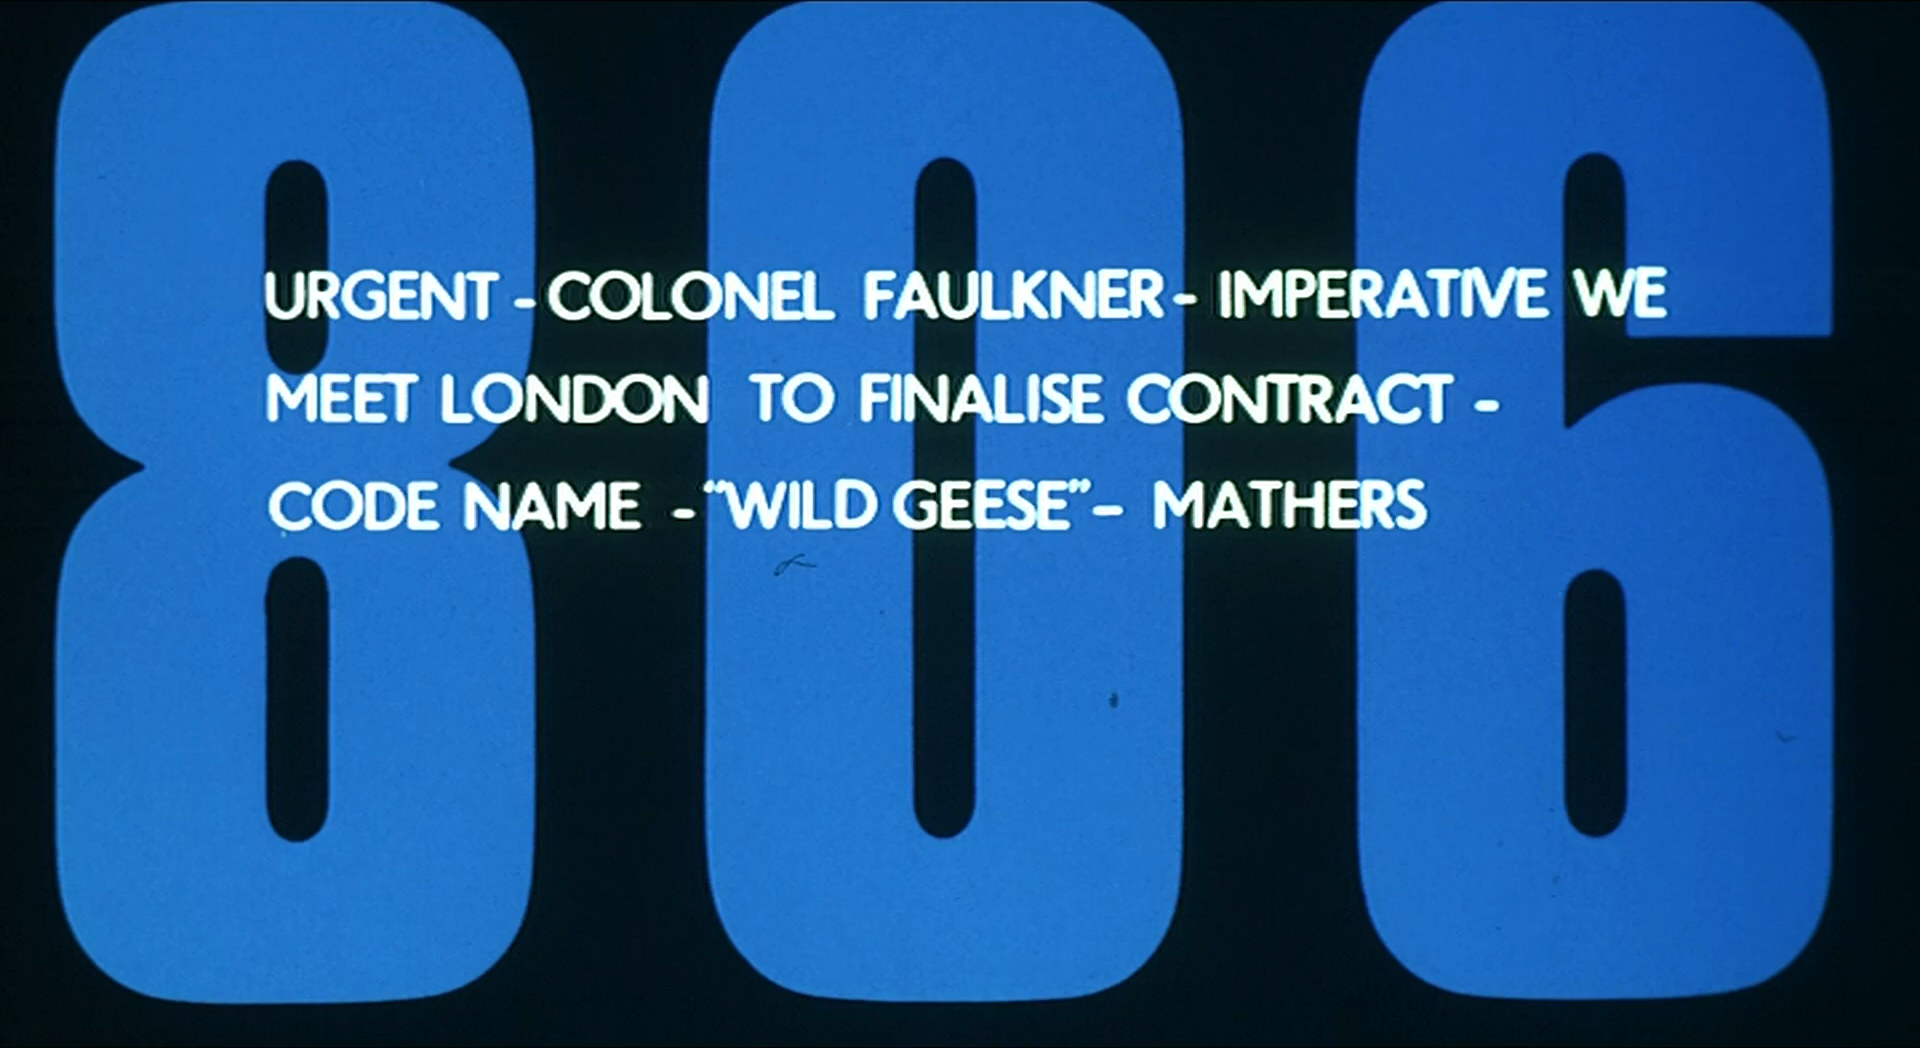 806
URGENT - COLONEL FAULKNER - IMPERATIVE WE
MEET LONDON TO FINALISE CONTRACT -
CODE NAME - “WILD GEESE” - MATHERS